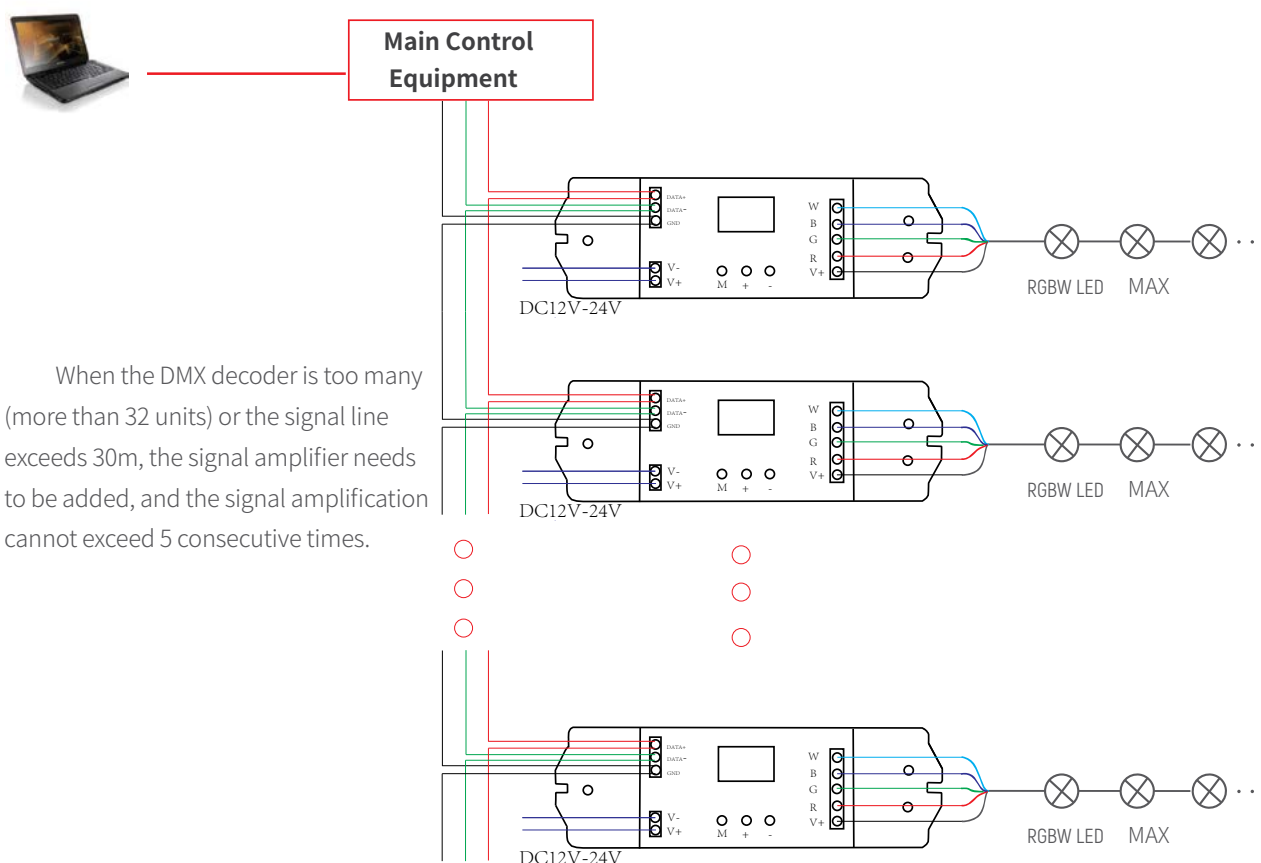 Main Control
Equipment
DATA+
DATA-
GND
V-
V+
M + -
W
B
G
R
V+
DC12V-24V
RGBW LED MAX
When the DMX decoder is too many
(more than 32 units) or the signal line
exceeds 30m, the signal amplifier needs
to be added, and the signal amplification
cannot exceed 5 consecutive times.
DATA+
DATA-
GND
V-
V+
M + -
W
B
G
R
V+
DC12V-24V
RGBW LED MAX
DATA+
DATA-
GND
V-
V+
M + -
W
B
G
R
V+
DC12V-24V
RGBW LED MAX